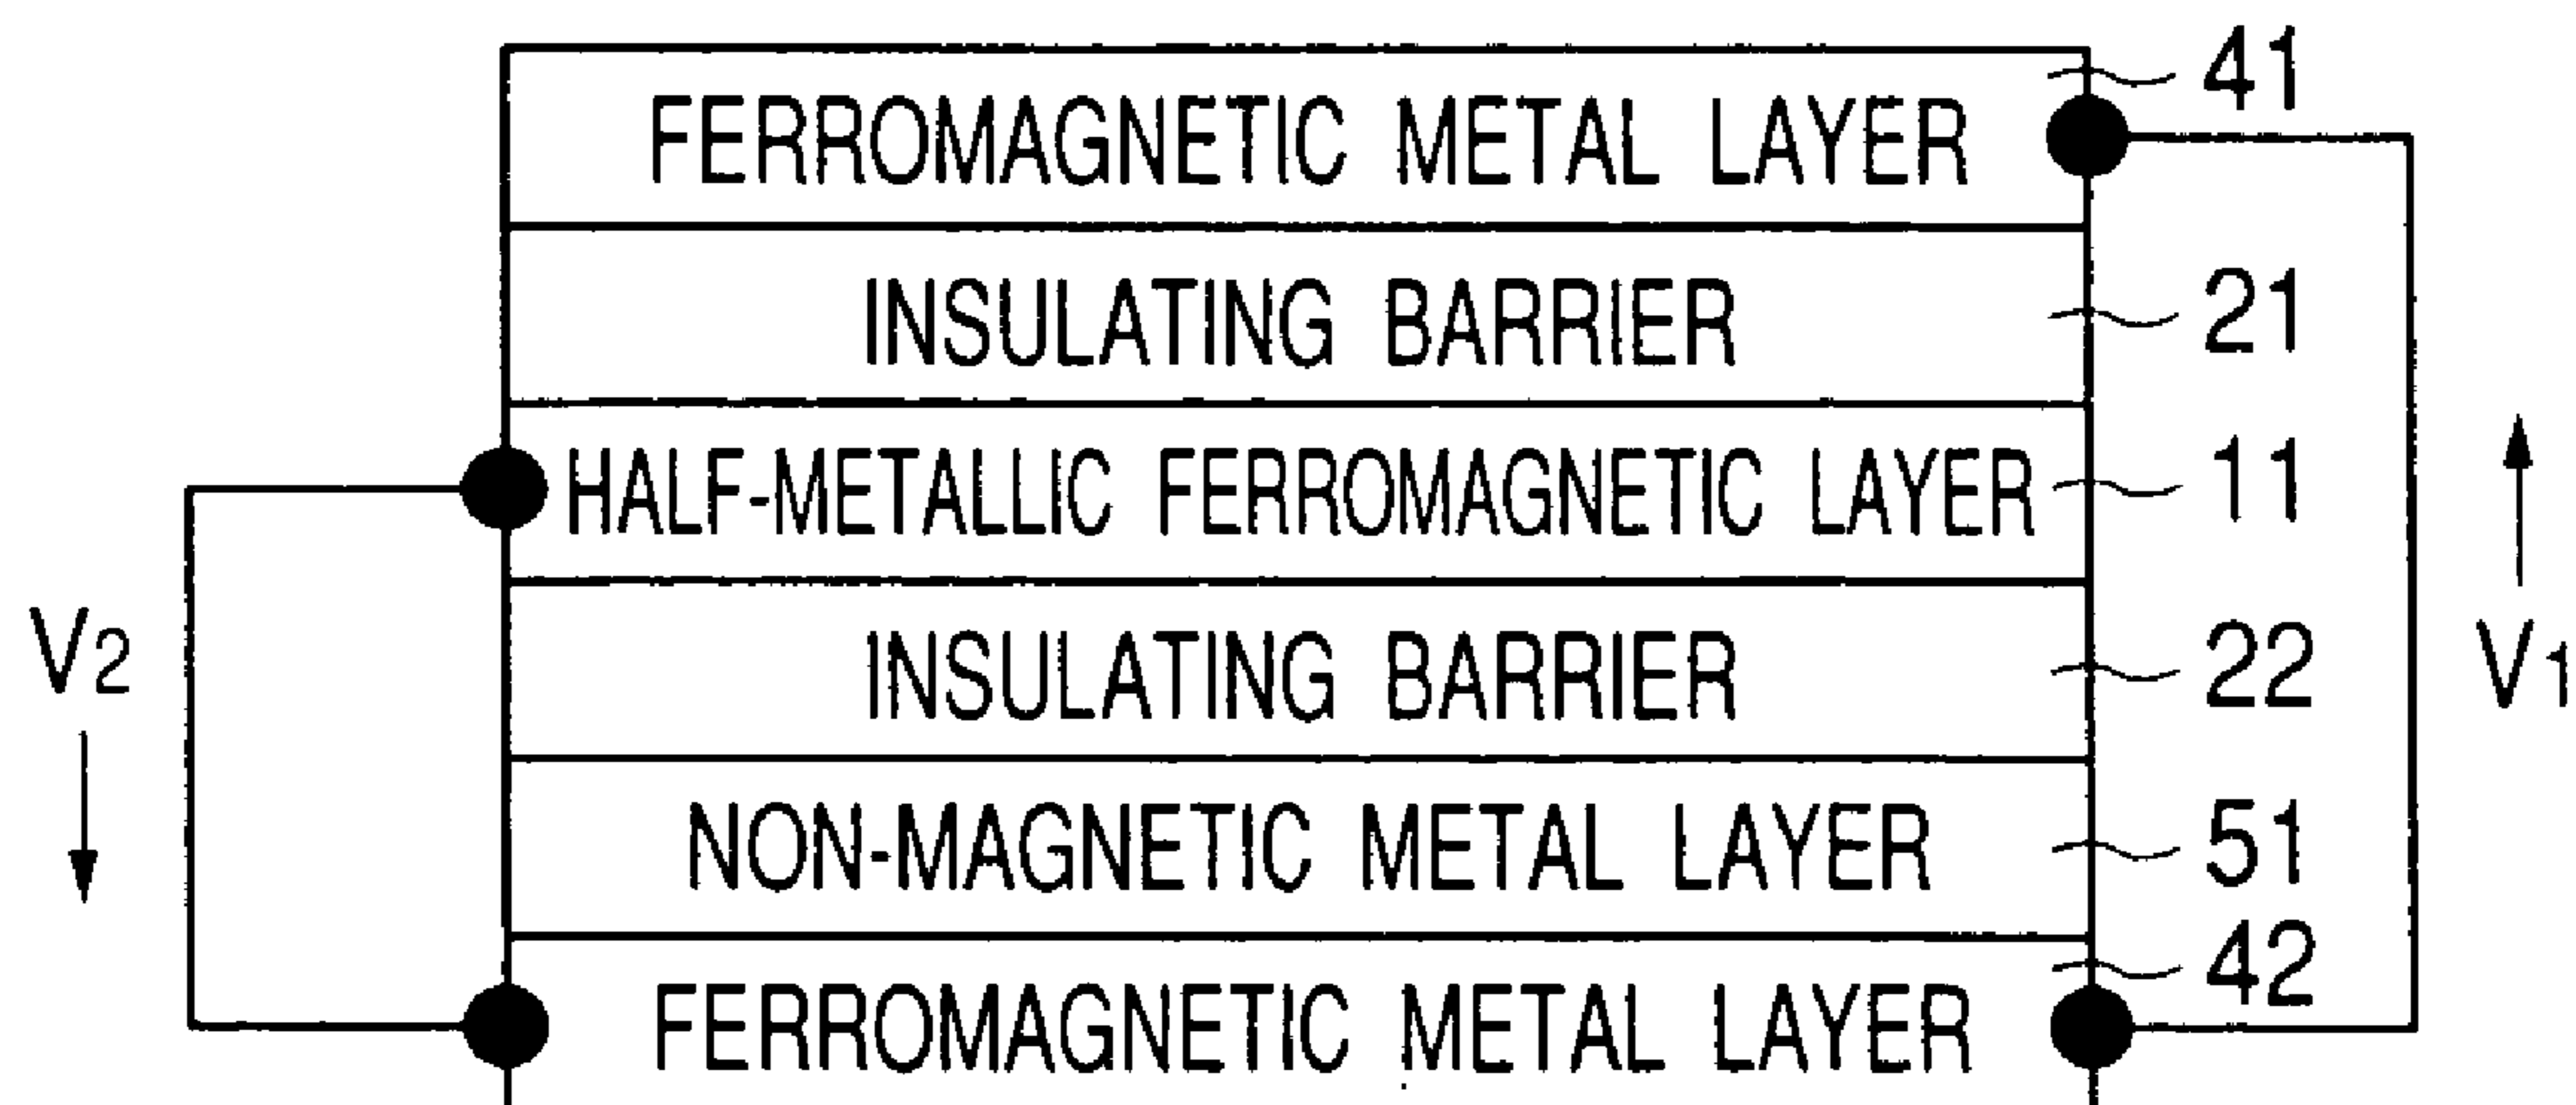 FERROMAGNETIC METAL LAYER 41
INSULATING BARRIER 21
HALF-METALLIC FERROMAGNETIC LAYER 11
INSULATING BARRIER 22
V2
V1
NON-MAGNETIC METAL LAYER 51
FERROMAGNETIC METAL LAYER 42